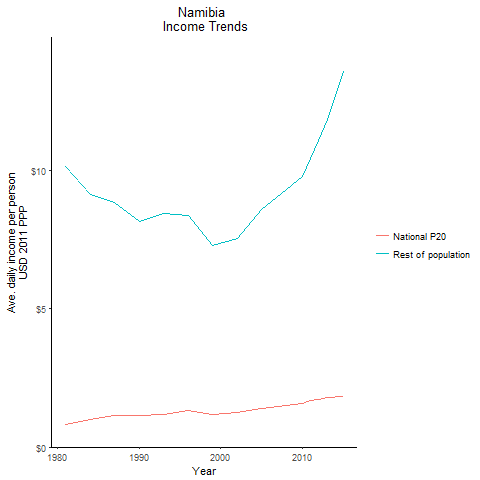 Namibia
Income Trends
Ave. daily income per person
USD 2011 PPP
$10
$5
$0
1980 1990 2000 2010
Year
National P20
Rest of population